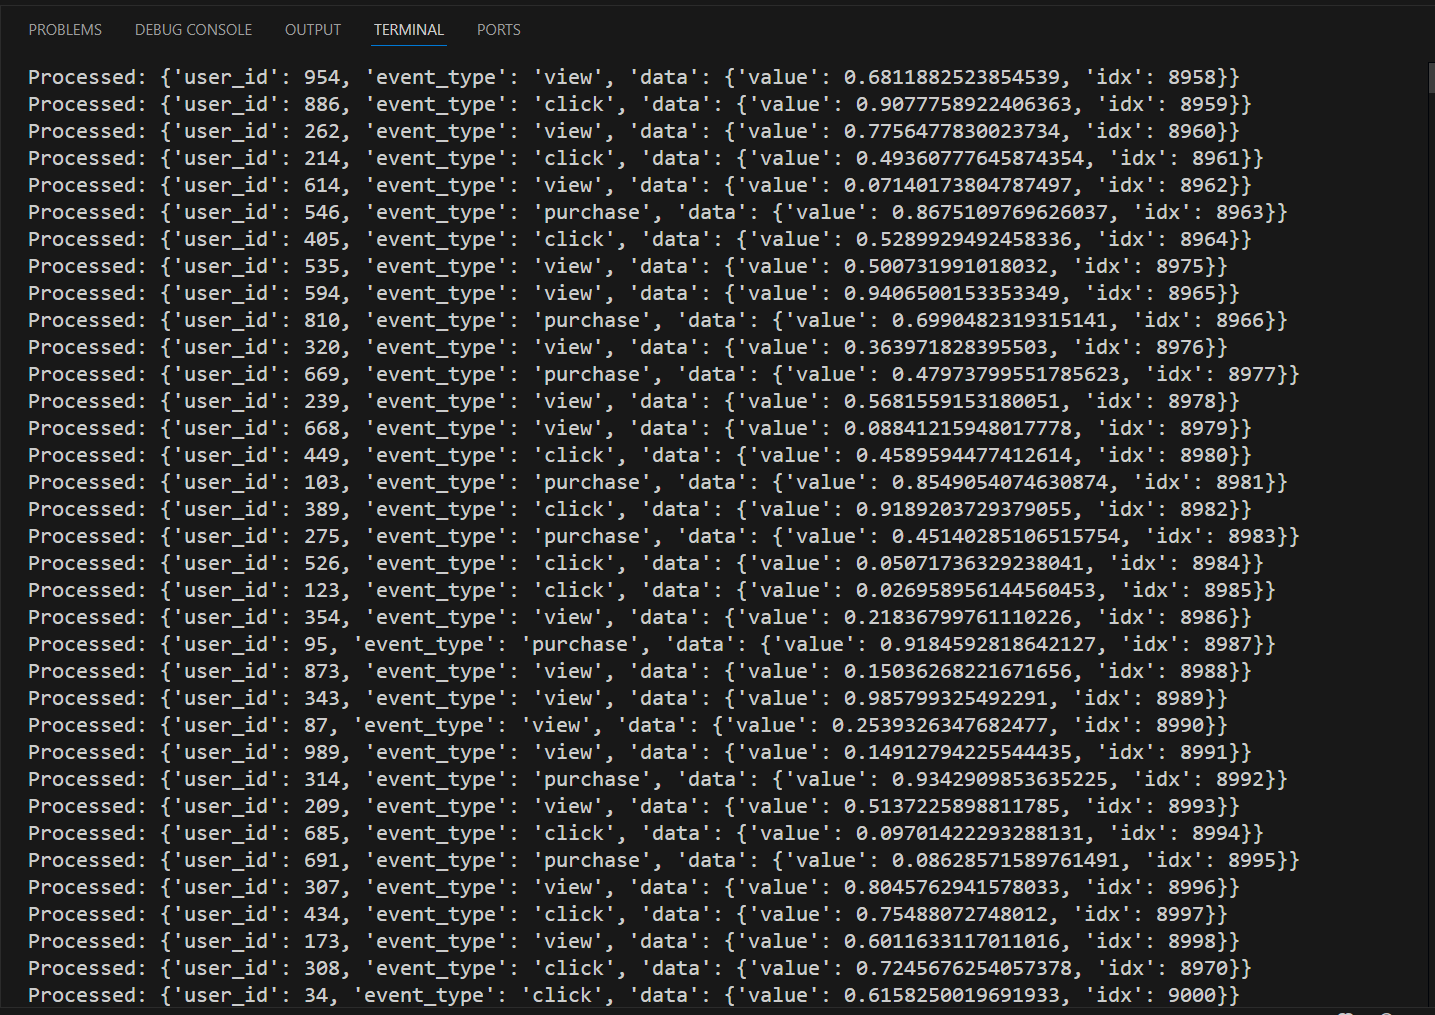 PROBLEMS DEBUG CONSOLE OUTPUT TERMINAL PORTS
Processed: {'user_id': 954, 'event_type': 'view', 'data': {'value': 0.6811882523854539, 'idx': 8958}}
Processed: {'user_id': 886, 'event_type': 'click', 'data': {'value': 0.9077758922406363, 'idx': 8959}}
Processed: {'user_id': 262, 'event_type': 'view', 'data': {'value': 0.7756477830023734, 'idx': 8960}}
Processed: {'user_id': 214, 'event_type': 'click', 'data': {'value': 0.49360777645874354, 'idx': 8961}}
Processed: {'user_id': 614, 'event_type': 'view', 'data': {'value': 0.07140173804787497, 'idx': 8962}}
Processed: {'user_id': 546, 'event_type': 'purchase', 'data': {'value': 0.8675109769626037, 'idx': 8963}}
Processed: {'user_id': 405, 'event_type': 'click', 'data': {'value': 0.5289929492458336, 'idx': 8964}}
Processed: {'user_id': 535, 'event_type': 'view', 'data': {'value': 0.500731991018032, 'idx': 8975}}
Processed: {'user_id': 594, 'event_type': 'view', 'data': {'value': 0.9406500153353349, 'idx': 8965}}
Processed: {'user_id': 810, 'event_type': 'purchase', 'data': {'value': 0.6990482319315141, 'idx': 8966}}
Processed: {'user_id': 320, 'event_type': 'view', 'data': {'value': 0.363971828395503, 'idx': 8976}}
Processed: {'user_id': 669, 'event_type': 'purchase', 'data': {'value': 0.47973799551785623, 'idx': 8977}}
Processed: {'user_id': 239, 'event_type': 'view', 'data': {'value': 0.5681559153180051, 'idx': 8978}}
Processed: {'user_id': 668, 'event_type': 'view', 'data': {'value': 0.08841215948017778, 'idx': 8979}}
Processed: {'user_id': 449, 'event_type': 'click', 'data': {'value': 0.4589594477412614, 'idx': 8980}}
Processed: {'user_id': 103, 'event_type': 'purchase', 'data': {'value': 0.8549054074630874, 'idx': 8981}}
Processed: {'user_id': 389, 'event_type': 'click', 'data': {'value': 0.9189203729379055, 'idx': 8982}}
Processed: {'user_id': 275, 'event_type': 'purchase', 'data': {'value': 0.45140285106515754, 'idx': 8983}}
Processed: {'user_id': 526, 'event_type': 'click', 'data': {'value': 0.05071736329238041, 'idx': 8984}}
Processed: {'user_id': 123, 'event_type': 'click', 'data': {'value': 0.026958956144560453, 'idx': 8985}}
Processed: {'user_id': 354, 'event_type': 'view', 'data': {'value': 0.21836799761110226, 'idx': 8986}}
Processed: {'user_id': 95, 'event_type': 'purchase', 'data': {'value': 0.9184592818642127, 'idx': 8987}}
Processed: {'user_id': 873, 'event_type': 'view', 'data': {'value': 0.15036268221671656, 'idx': 8988}}
Processed: {'user_id': 343, 'event_type': 'view', 'data': {'value': 0.985799325492291, 'idx': 8989}}
Processed: {'user_id': 87, 'event_type': 'view', 'data': {'value': 0.2539326347682477, 'idx': 8990}}
Processed: {'user_id': 989, 'event_type': 'view', 'data': {'value': 0.14912794225544435, 'idx': 8991}}
Processed: {'user_id': 314, 'event_type': 'purchase', 'data': {'value': 0.9342909853635225, 'idx': 8992}}
Processed: {'user_id': 209, 'event_type': 'view', 'data': {'value': 0.5137225898811785, 'idx': 8993}}
Processed: {'user_id': 685, 'event_type': 'click', 'data': {'value': 0.09701422293288131, 'idx': 8994}}
Processed: {'user_id': 691, 'event_type': 'purchase', 'data': {'value': 0.08628571589761491, 'idx': 8995}}
Processed: {'user_id': 307, 'event_type': 'view', 'data': {'value': 0.8045762941578033, 'idx': 8996}}
Processed: {'user_id': 434, 'event_type': 'click', 'data': {'value': 0.75488072748012, 'idx': 8997}}
Processed: {'user_id': 173, 'event_type': 'view', 'data': {'value': 0.6011633117011016, 'idx': 8998}}
Processed: {'user_id': 308, 'event_type': 'click', 'data': {'value': 0.7245676254057378, 'idx': 8970}}
Processed: {'user_id': 34, 'event_type': 'click', 'data': {'value': 0.6158250019691933, 'idx': 9000}}